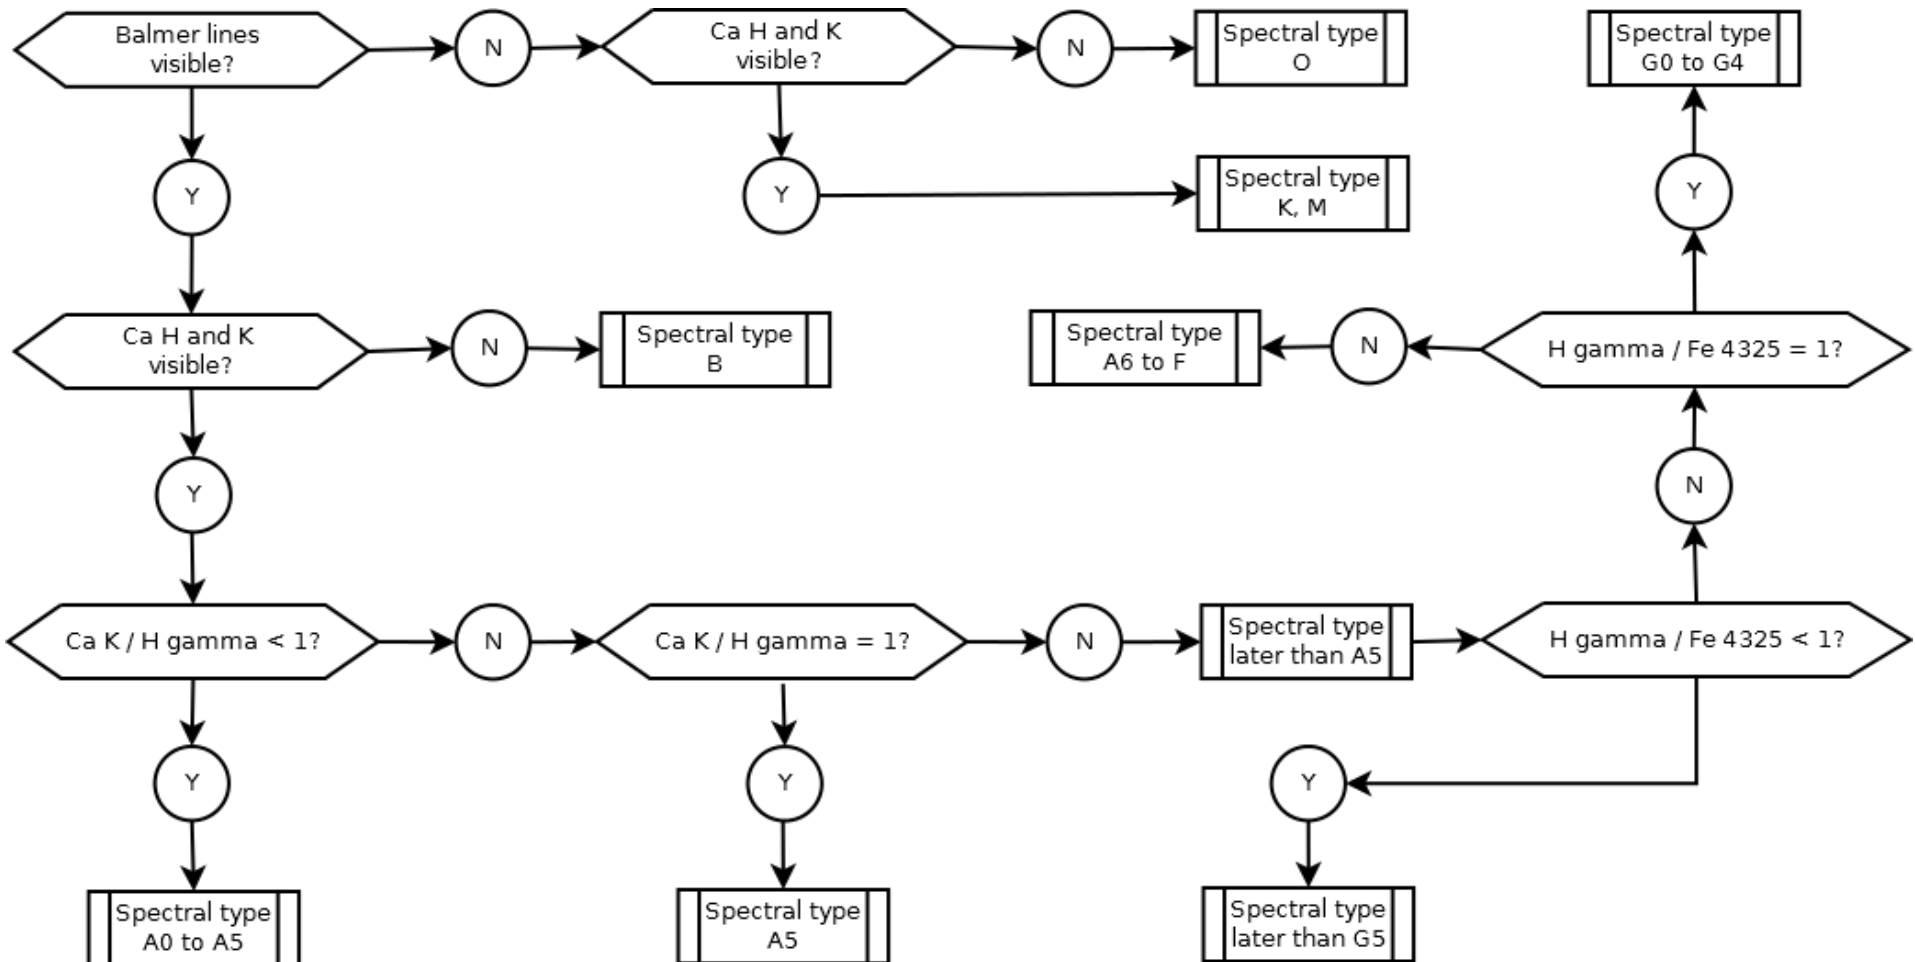 Balmer lines
visible?
N
Ca H and K
visible?
N
Spectral type
O
Spectral type
G0 to G4
Y
Y
Spectral type
K, M
Y
Ca H and K
visible?
N
Spectral type
B
Spectral type
A6 to F
N
H gamma / Fe 4325 = 1?
Y
N
Ca K / H gamma < 1?
N
Ca K / H gamma = 1?
N
Spectral type
later than A5
H gamma / Fe 4325 < 1?
Y
Y
Y
Spectral type
A0 to A5
Spectral type
A5
Spectral type
later than G5